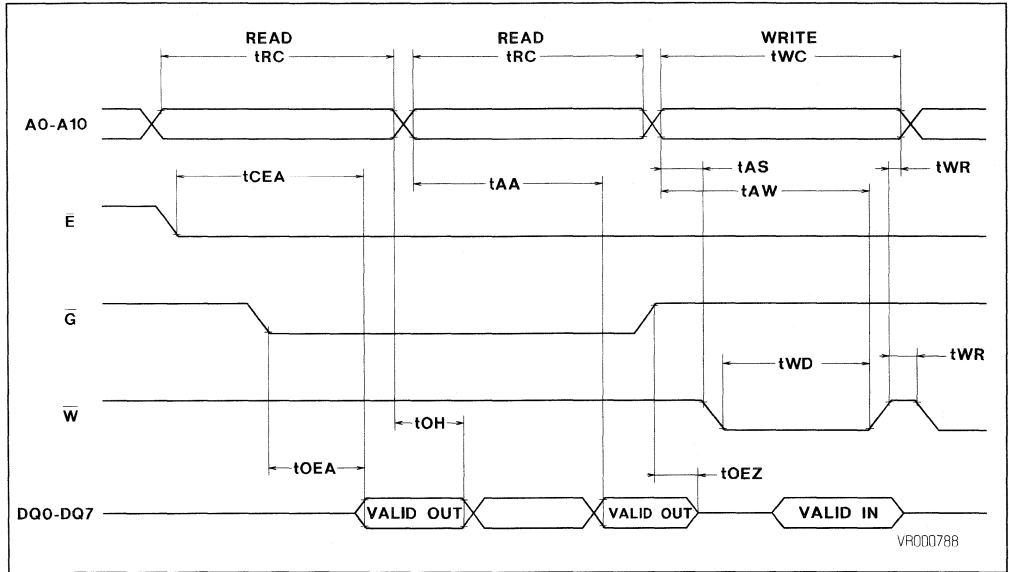 READ READ WRITE
tRC tRC tWC
A0-A10
tAS tWR
tCEA tAA tAW
E̅
G̅
tWD tWR
W̅
tOH
tOEA tOEZ
DQ0-DQ7 VALID OUT VALID OUT VALID IN
VR000788